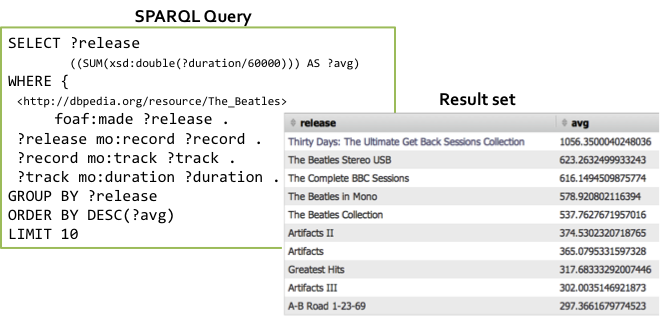 SPARQL Query
SELECT ?release
((SUM(xsd:double(?duration/60000))) AS ?avg)
WHERE {
<http://dbpedia.org/resource/The_Beatles>
foaf:made ?release .
?release mo:record ?record .
?record mo:track ?track .
?track mo:duration ?duration .
GROUP BY ?release
ORDER BY DESC(?avg)
LIMIT 10
Result set
release avg
Thirty Days: The Ultimate Get Back Sessions Collection 1056.3500040248036
The Beatles Stereo USB 623.2632499933243
The Complete BBC Sessions 616.1494509875774
The Beatles in Mono 578.920802116394
The Beatles Collection 537.7627671957016
Artifacts II 374.5302320718765
Artifacts 365.0795331597328
Greatest Hits 317.68333292007446
Artifacts III 302.0035146921873
A-B Road 1-23-69 297.3661679774523